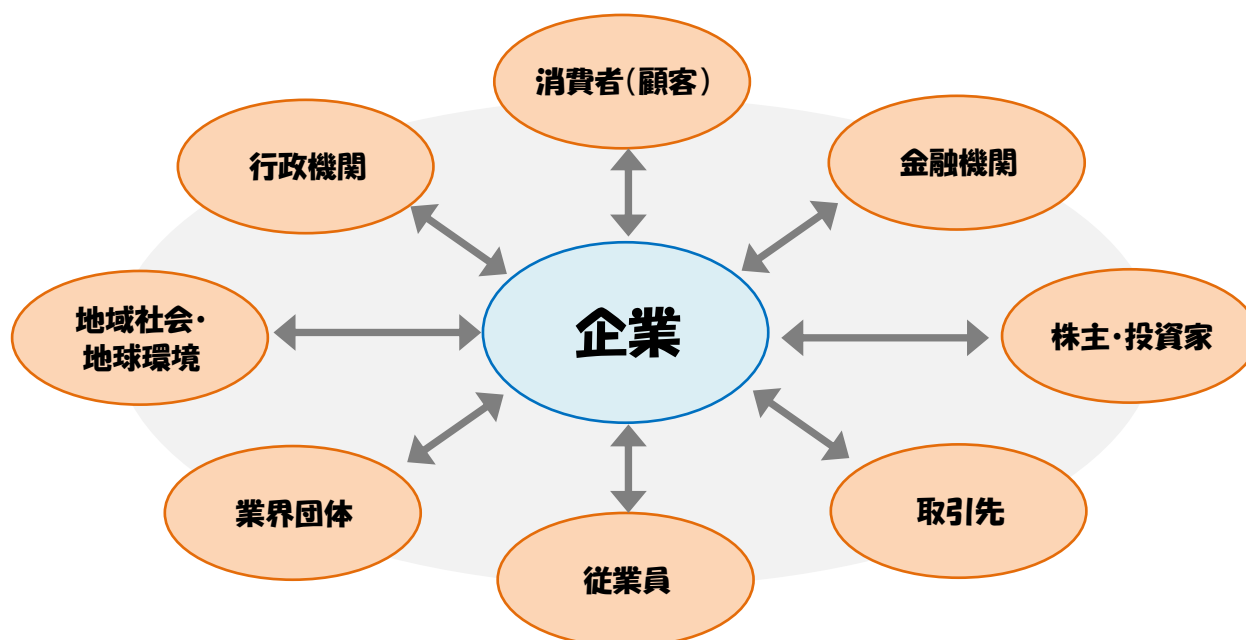 消費者(顧客)
行政機関
金融機関
地域社会・
地球環境
企業
株主・投資家
業界団体
取引先
従業員